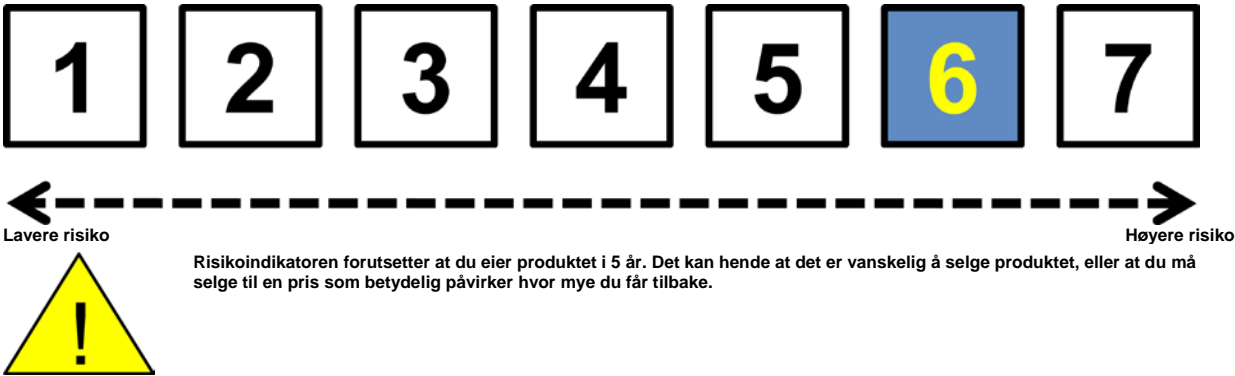 1 2 3 4 5 6 7
Lavere risiko Høyere risiko
Risikoindikatoren forutsetter at du eier produktet i 5 år. Det kan hende at det er vanskelig å selge produktet, eller at du må
selge til en pris som betydelig påvirker hvor mye du får tilbake.
!